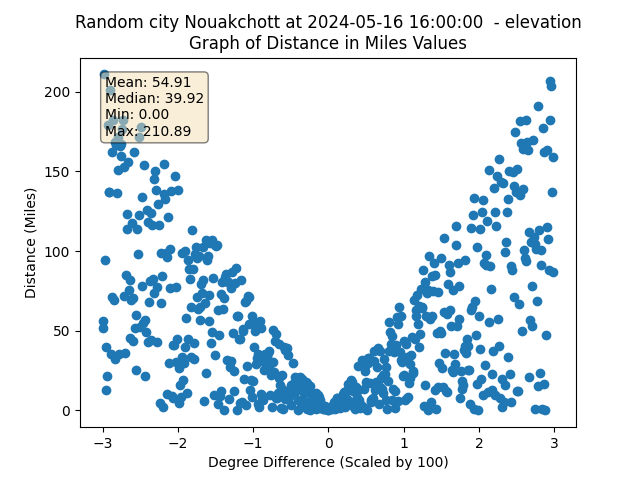 Random city Nouakchott at 2024-05-16 16:00:00 - elevation
Graph of Distance in Miles Values
Mean: 54.91
Median: 39.92
Min: 0.00
Max: 210.89
200
150
100
50
0
Distance (Miles)
−3 −2 −1 0 1 2 3
Degree Difference (Scaled by 100)